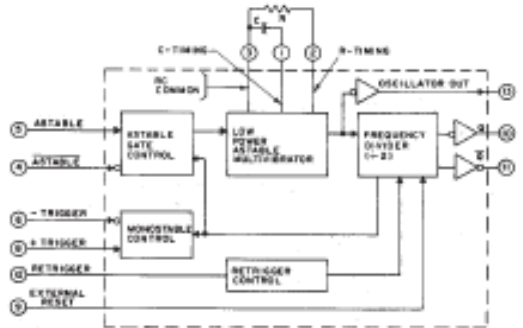 C
R
3
1
2
C-TIMING
R-TIMING
RC
COMMON
OSCILLATOR OUT
13
5
ASTABLE
ASTABLE
GATE
CONTROL
LOW
POWER
ASTABLE
MULTIVIBRATOR
FREQUENCY
DIVIDER
(÷2)
Q
10
4
ASTABLE
Q
11
6
- TRIGGER
MONOSTABLE
CONTROL
8
+ TRIGGER
12
RETRIGGER
RETRIGGER
CONTROL
9
EXTERNAL
RESET